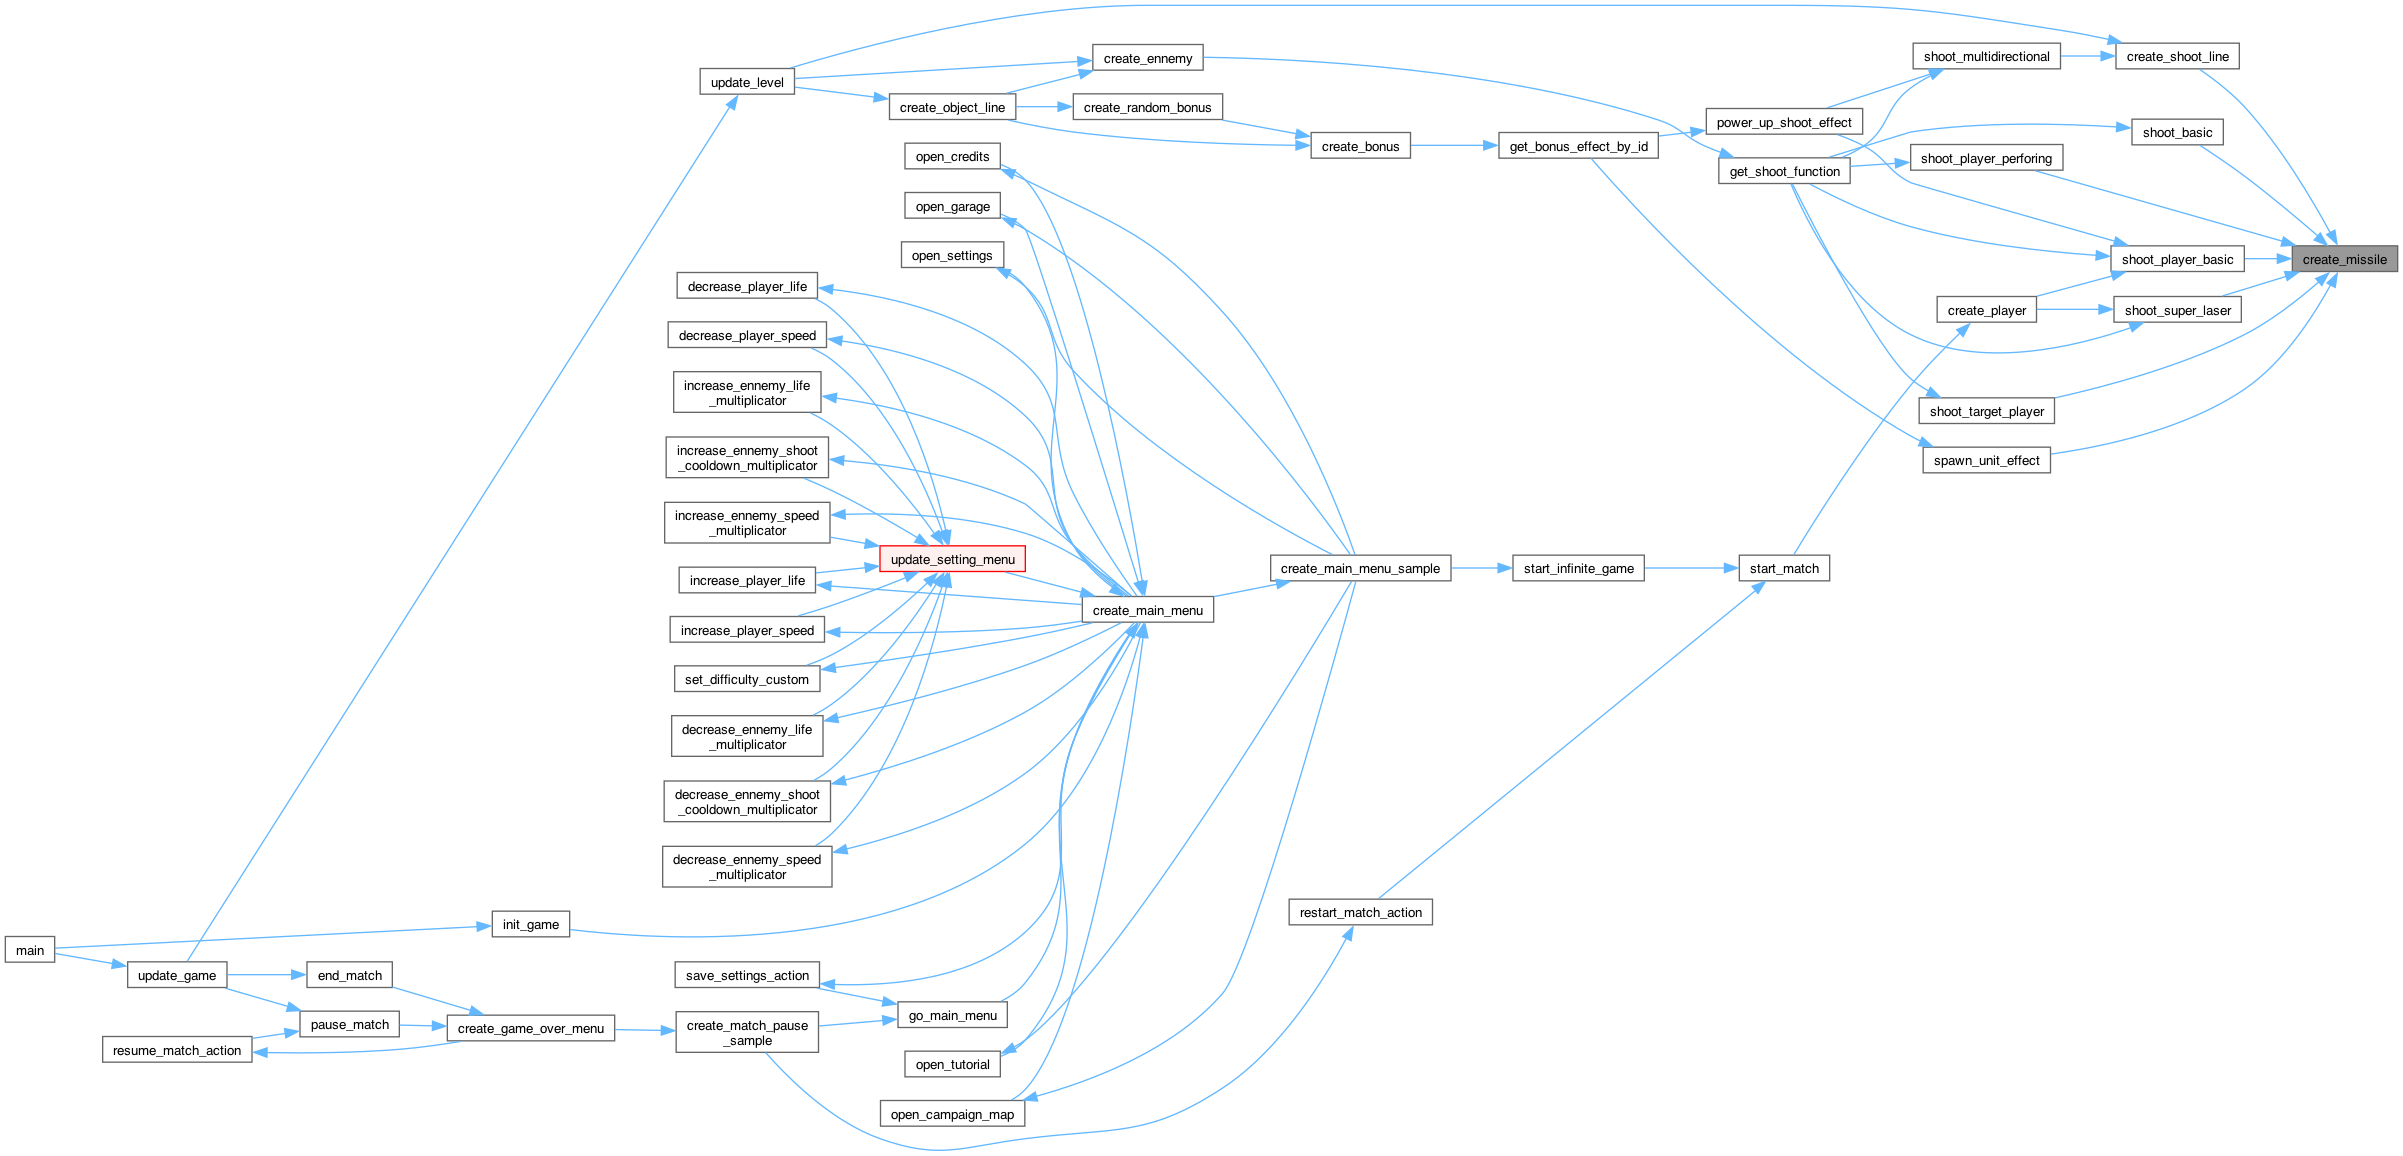 create_ennemy
shoot_multidirectional
create_shoot_line
update_level
create_object_line
create_random_bonus
power_up_shoot_effect
shoot_basic
create_bonus
get_bonus_effect_by_id
open_credits
shoot_player_perforing
get_shoot_function
open_garage
open_settings
shoot_player_basic
create_missile
decrease_player_life
create_player
shoot_super_laser
decrease_player_speed
increase_ennemy_life
_multiplicator
shoot_target_player
increase_ennemy_shoot
_cooldown_multiplicator
spawn_unit_effect
increase_ennemy_speed
_multiplicator
update_setting_menu
create_main_menu_sample
start_infinite_game
start_match
increase_player_life
create_main_menu
increase_player_speed
set_difficulty_custom
decrease_ennemy_life
_multiplicator
decrease_ennemy_shoot
_cooldown_multiplicator
decrease_ennemy_speed
_multiplicator
restart_match_action
init_game
main
update_game
end_match
save_settings_action
go_main_menu
pause_match
create_game_over_menu
create_match_pause
_sample
resume_match_action
open_tutorial
open_campaign_map